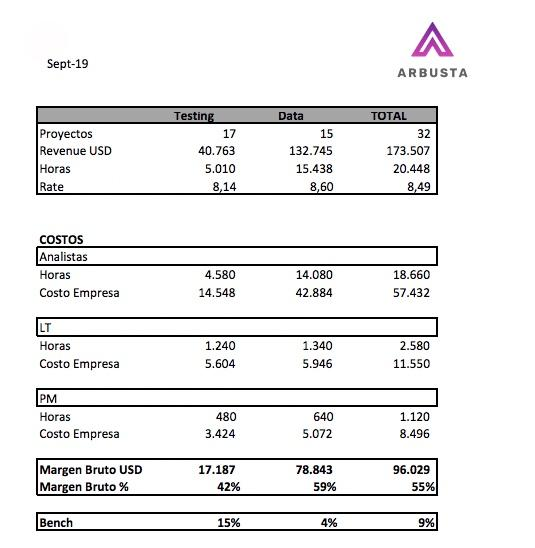 Sept-19
ARBUSTA
Testing Data TOTAL
Proyectos 17 15 32
Revenue USD 40.763 132.745 173.507
Horas 5.010 15.438 20.448
Rate 8,14 8,60 8,49
COSTOS
Analistas
Horas 4.580 14.080 18.660
Costo Empresa 14.548 42.884 57.432
LT
Horas 1.240 1.340 2.580
Costo Empresa 5.604 5.946 11.550
PM
Horas 480 640 1.120
Costo Empresa 3.424 5.072 8.496
Margen Bruto USD 17.187 78.843 96.029
Margen Bruto % 42% 59% 55%
Bench 15% 4% 9%